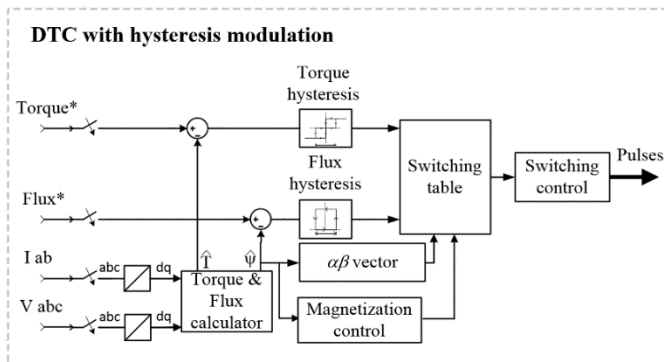 DTC with hysteresis modulation
Torque
hysteresis
Torque*
+
-
Pulses
Flux
hysteresis
Switching
table
Switching
control
Flux*
+
-
I ab
abc
dq
T̂
ψ̂
αβ vector
Torque &
Flux
calculator
V abc
abc
dq
Magnetization
control